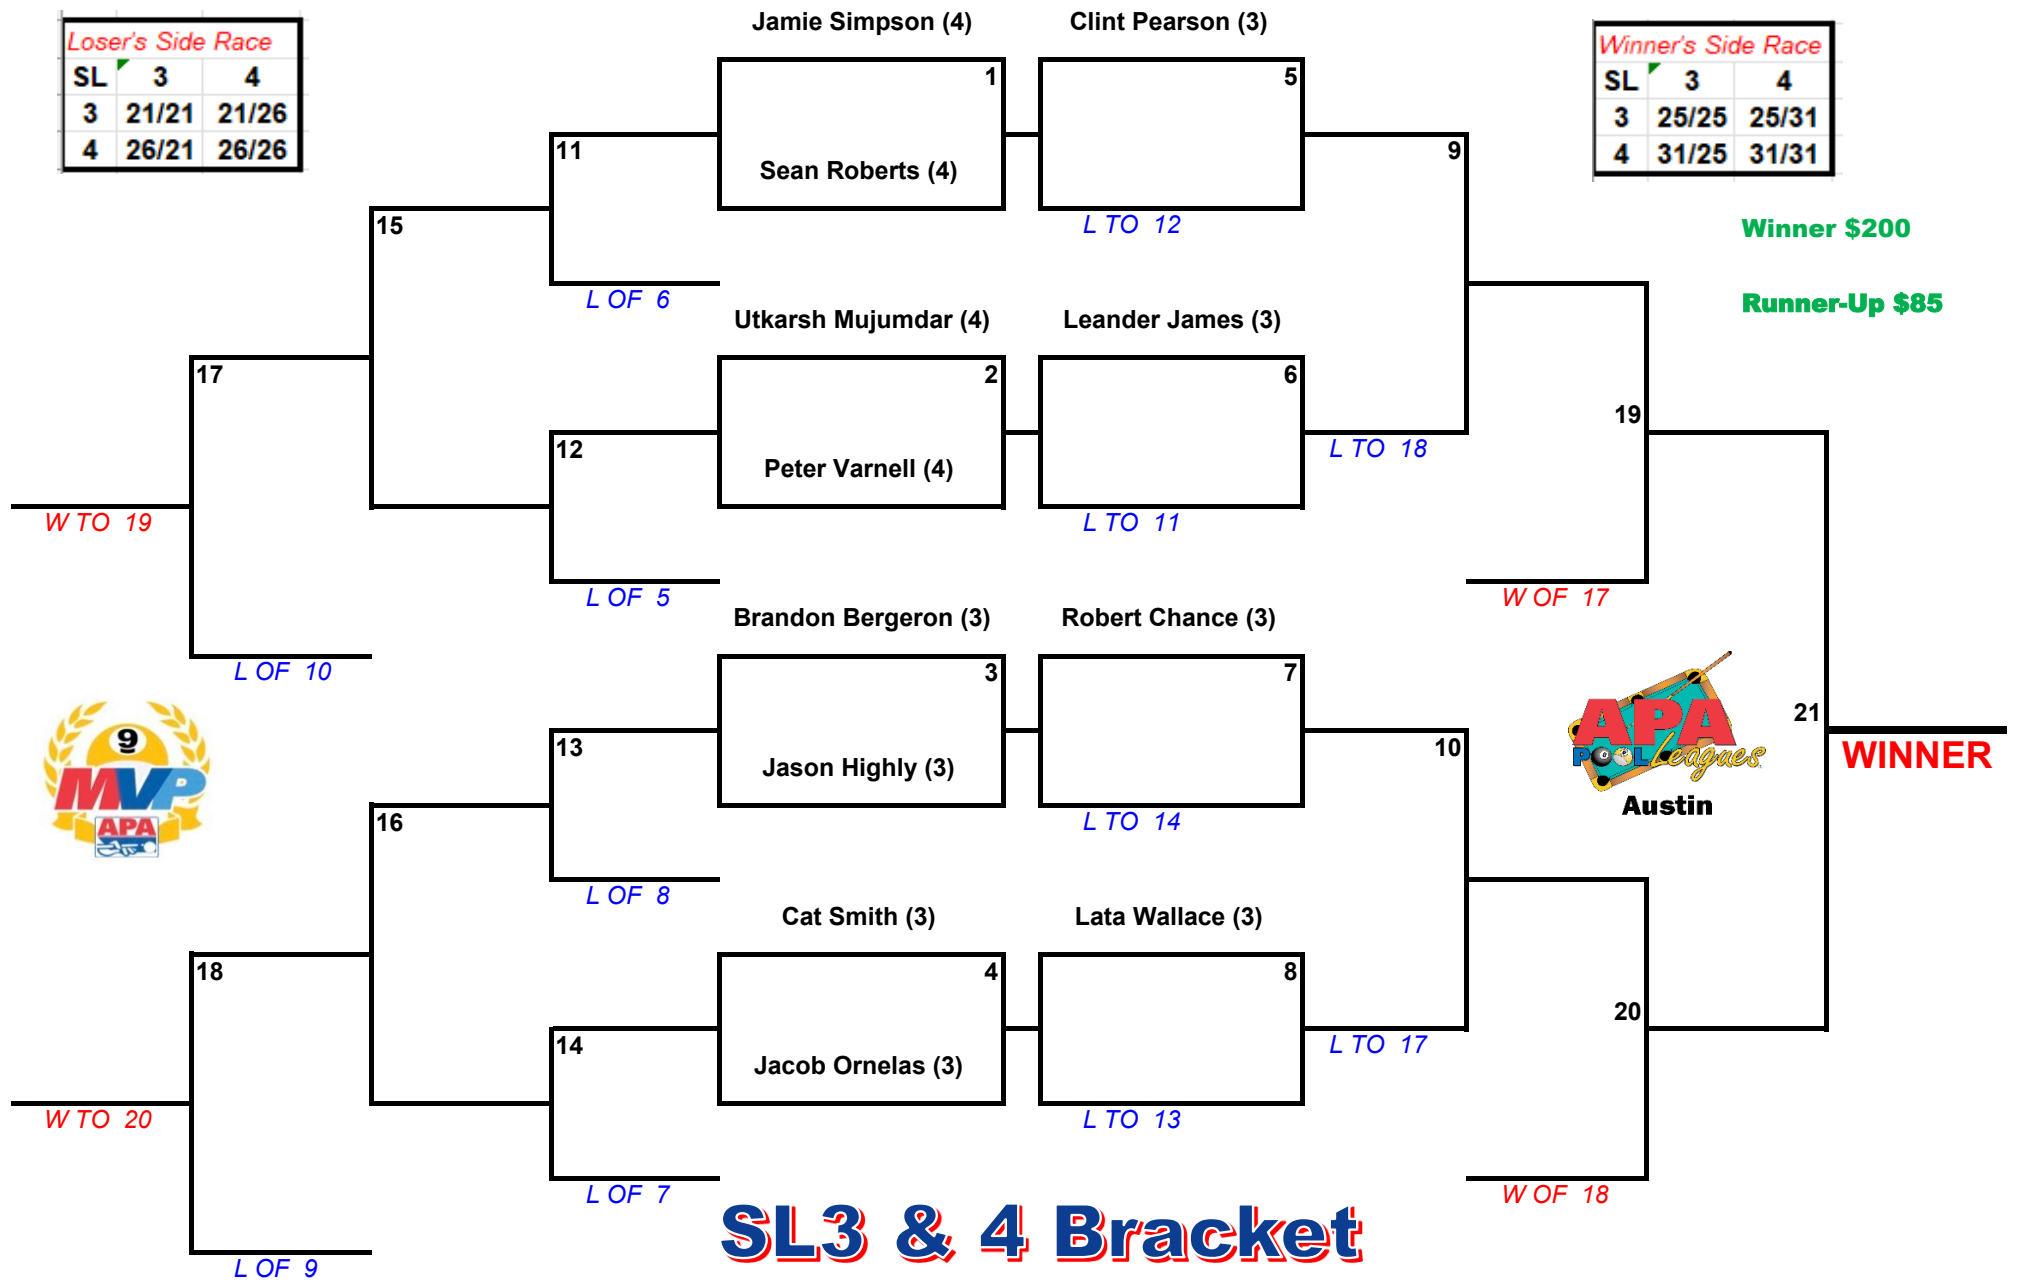 Jamie Simpson (4) Clint Pearson (3)
Loser's Side Race
SL 3 4
3 21/21 21/26
4 26/21 26/26
Winner's Side Race
SL 3 4
3 25/25 25/31
4 31/25 31/31
1 5
11 9
Sean Roberts (4)
15 L TO 12
Winner $200
L OF 6
Runner-Up $85
Utkarsh Mujumdar (4) Leander James (3)
17 2 6
19
12 L TO 18
Peter Varnell (4)
W TO 19 L TO 11
L OF 5 W OF 17
Brandon Bergeron (3) Robert Chance (3)
L OF 10 3 7
21
9
MVP
APA
APA
POOL Leagues
Austin
WINNER
13 10
Jason Highly (3)
16 L TO 14
L OF 8
Cat Smith (3) Lata Wallace (3)
18 4 8
20
14 L TO 17
Jacob Ornelas (3)
W TO 20 L TO 13
L OF 7 W OF 18
SL3 & 4 Bracket
L OF 9